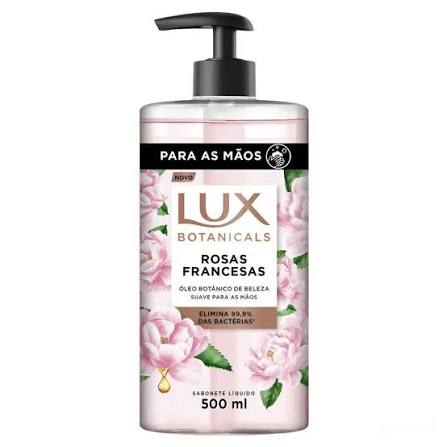 PARA AS MÃOS
NOVO
LUX
BOTANICALS
ROSAS
FRANCESAS
ÓLEO BOTÂNICO DE BELEZA
SUAVE PARA AS MÃOS
ELIMINA 99,9%
DAS BACTÉRIAS*
SABONETE LÍQUIDO
500 ml